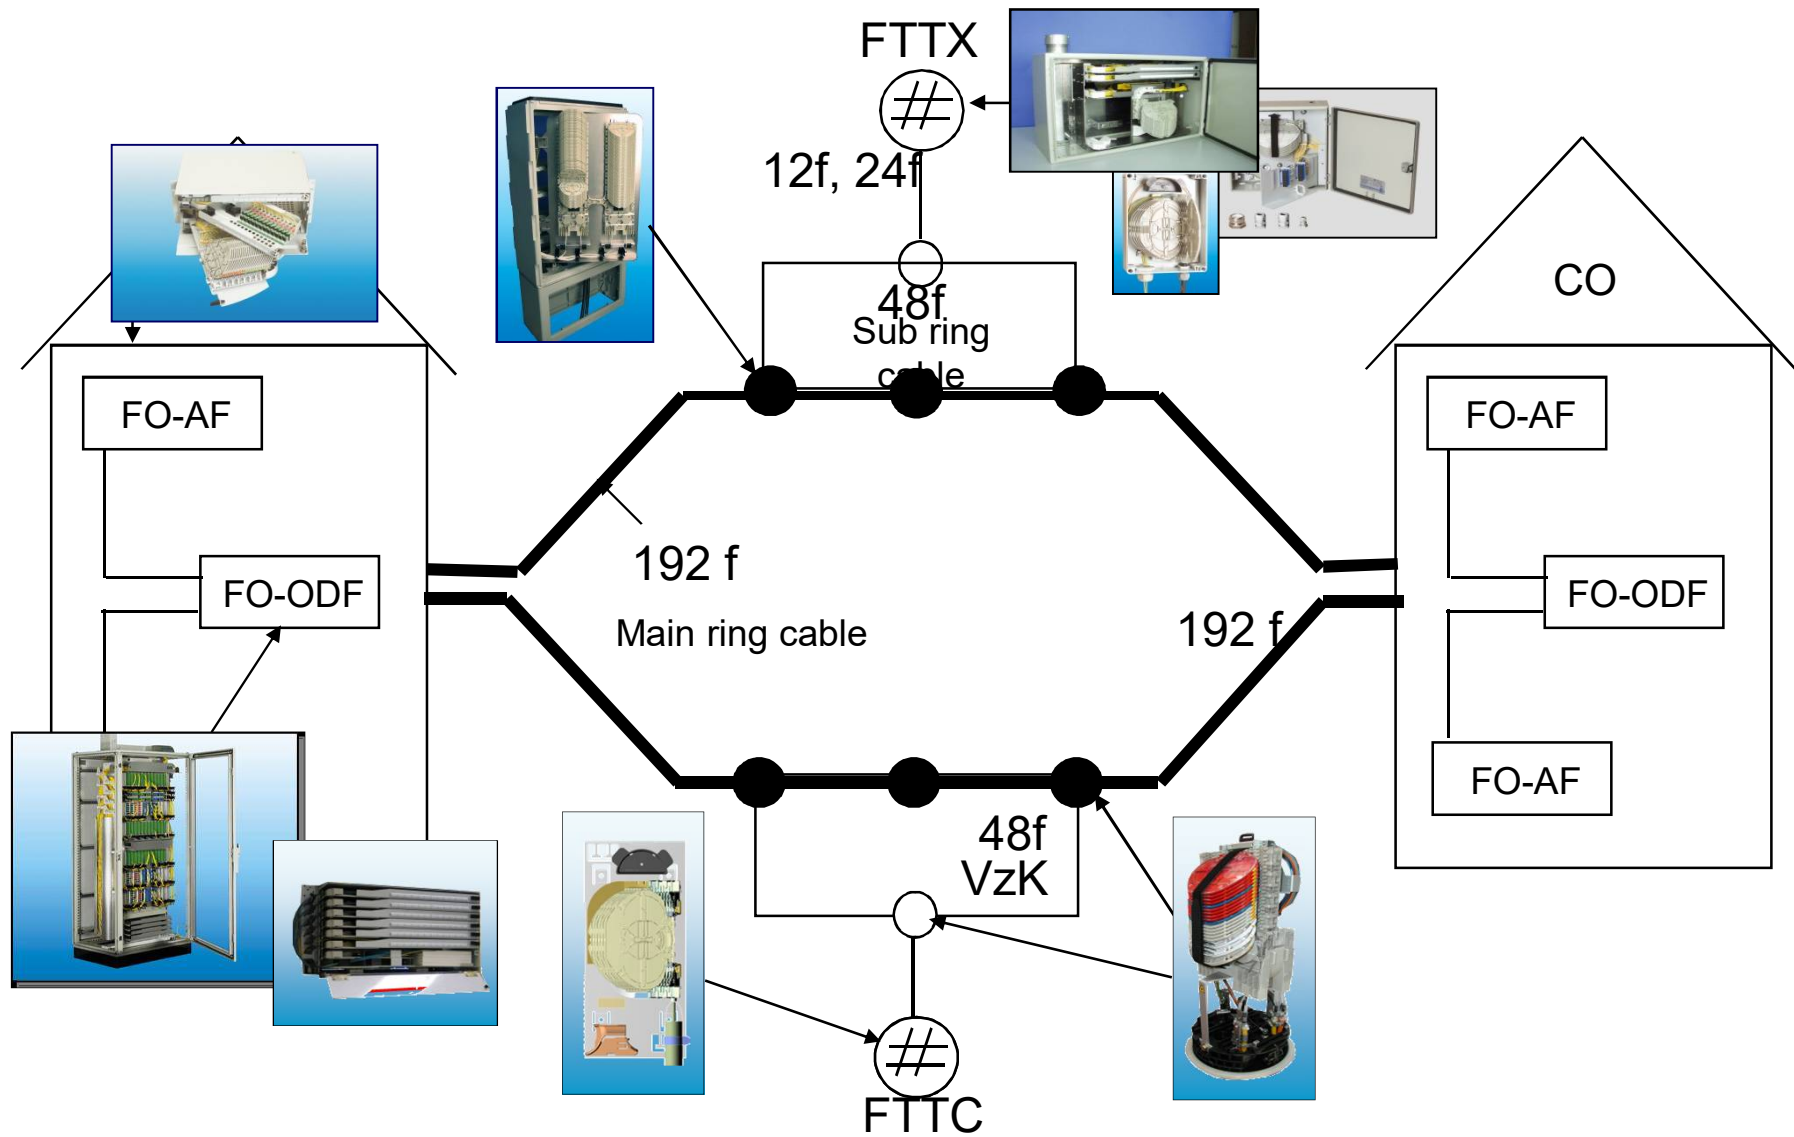 FTTX
12f, 24f
CO
48f
Sub ring
cable
FO-AF
FO-AF
192 f
FO-ODF
FO-ODF
Main ring cable
192 f
FO-AF
48f
VzK
FTTC